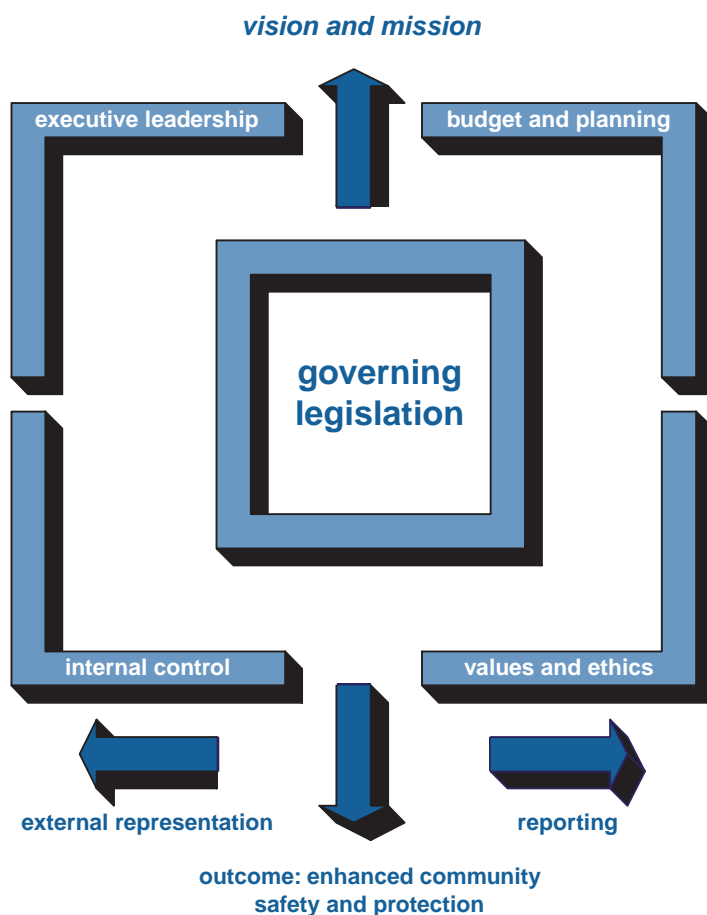 vision and mission
executive leadership
budget and planning
governing
legislation
internal control
values and ethics
external representation
reporting
outcome: enhanced community
safety and protection